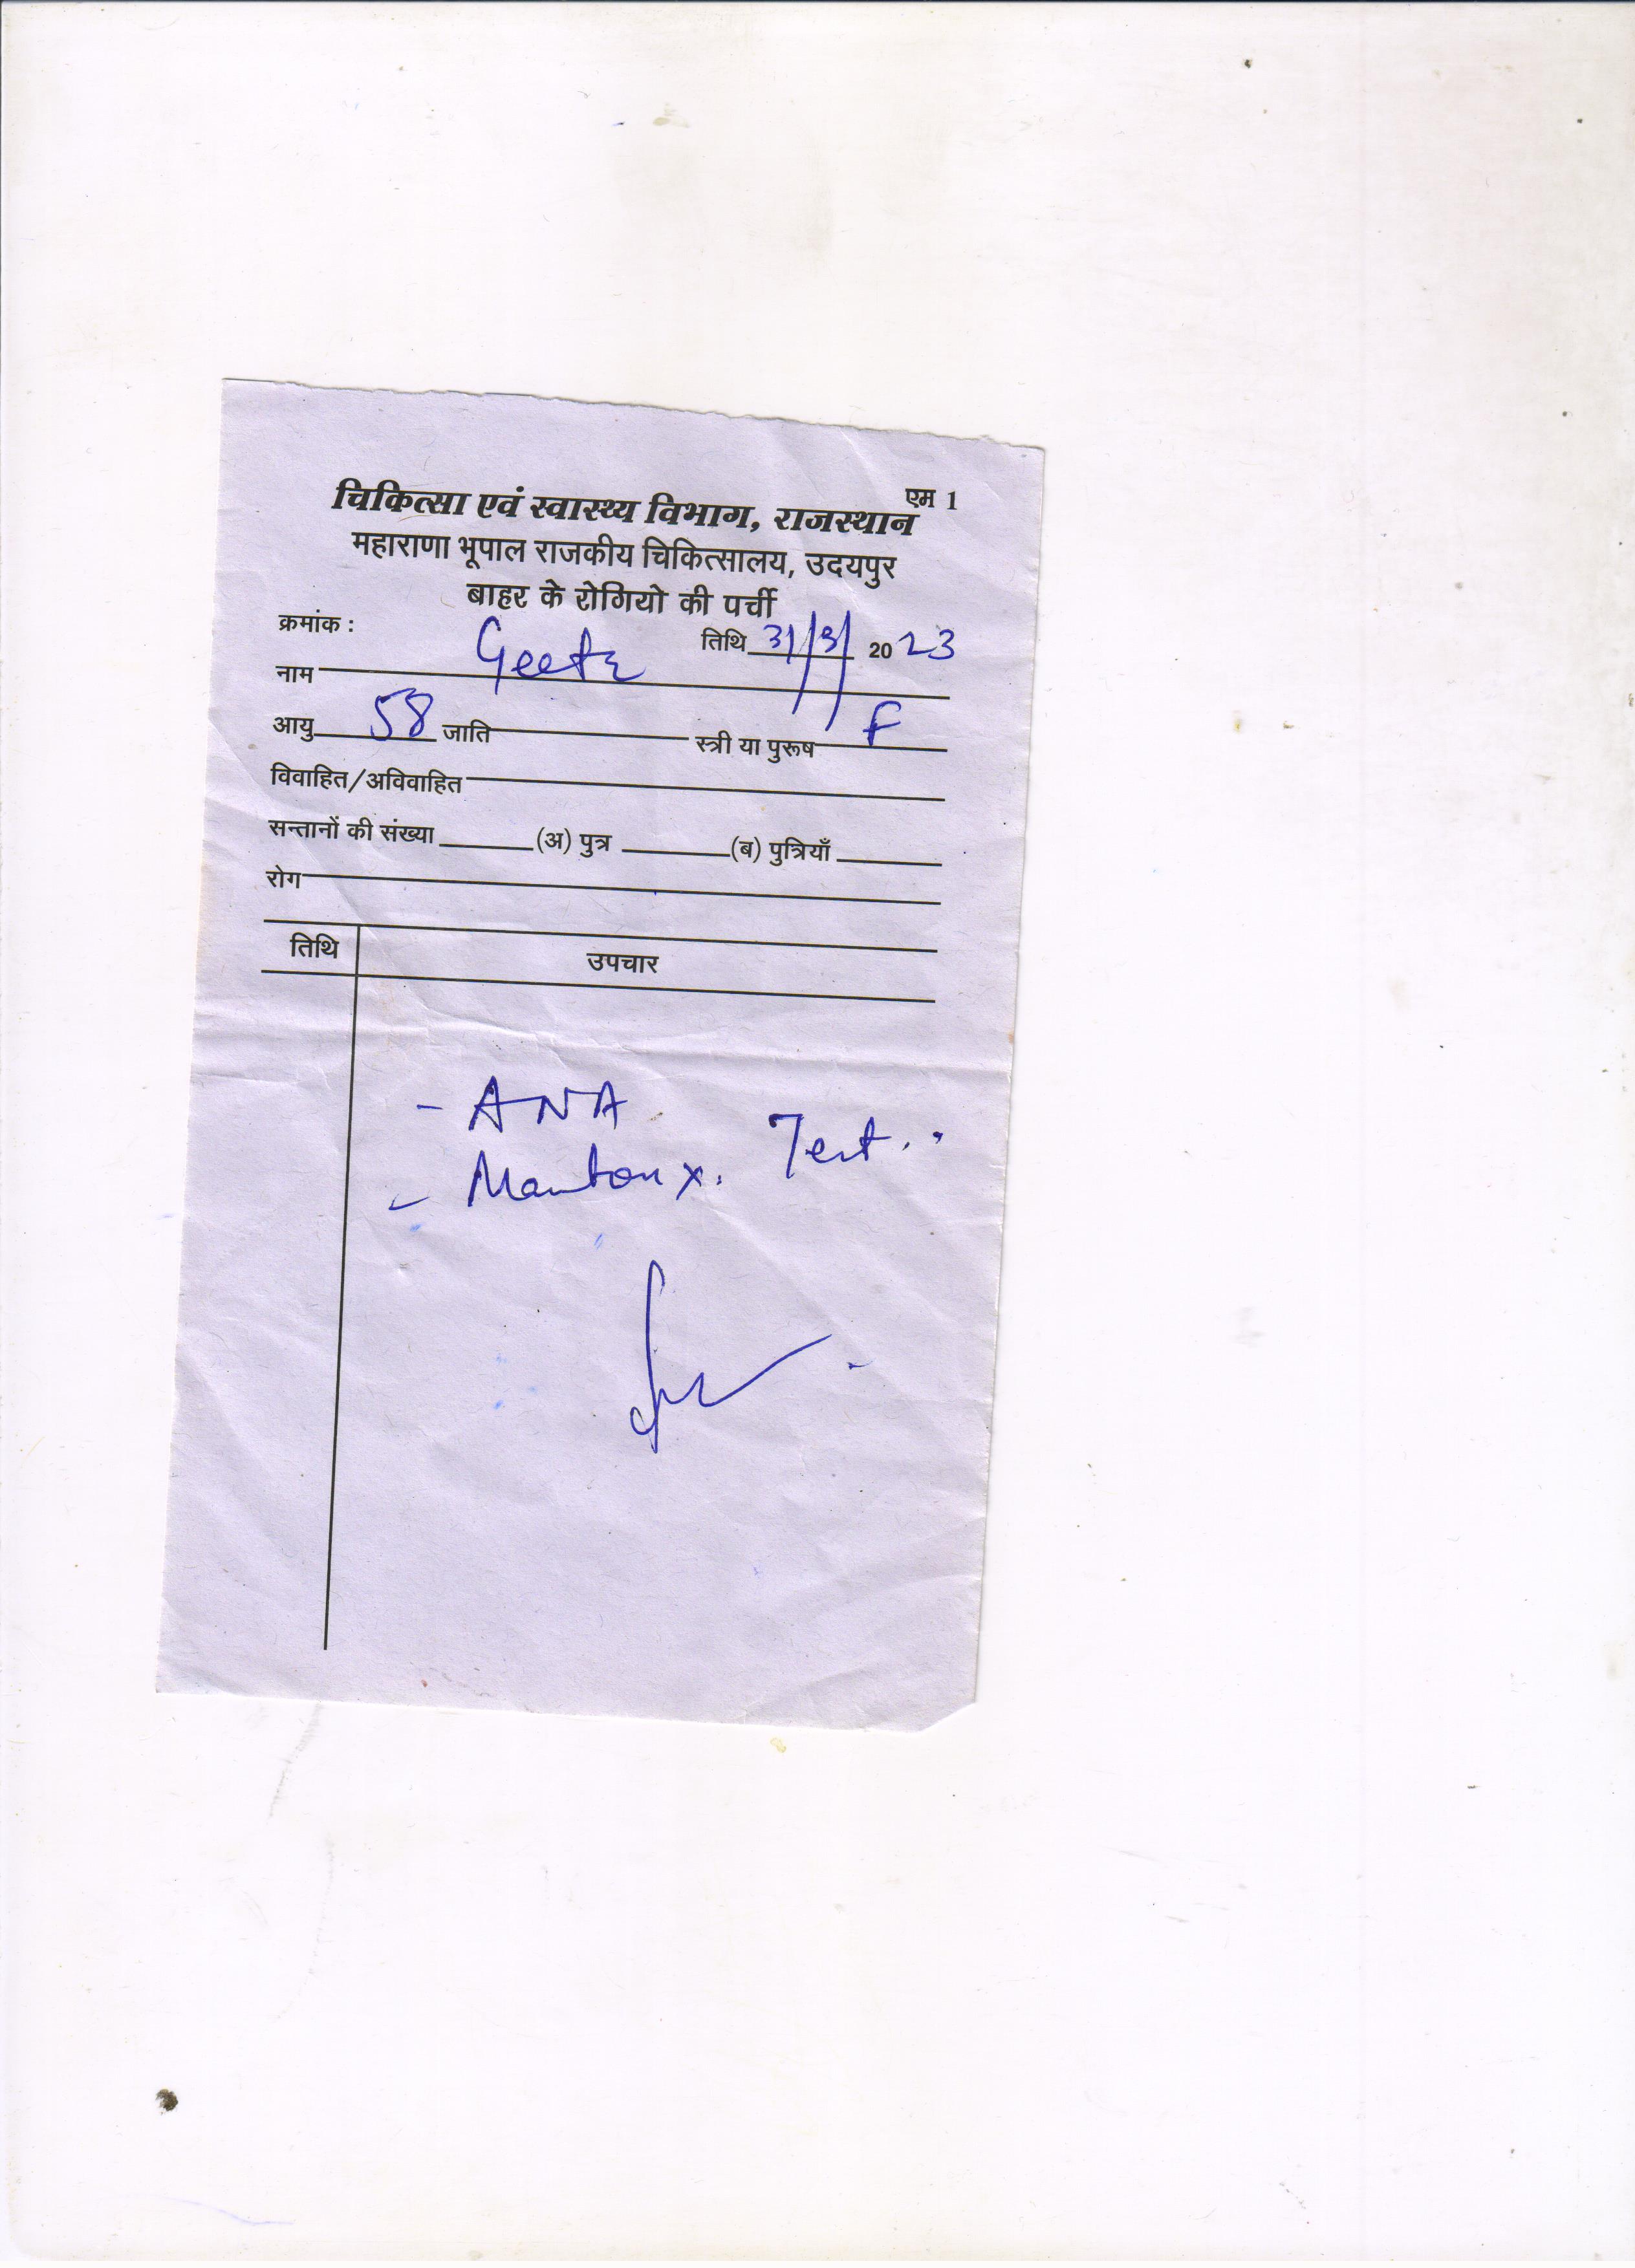 एम 1
चिकित्सा एवं स्वास्थ्य विभाग, राजस्थान
महाराणा भूपाल राजकीय चिकित्सालय, उदयपुर
बाहर के रोगियो की पर्ची
क्रमांक : तिथि 31/8/ 2023
नाम Geeta
आयु 58 जाति स्त्री या पुरूष F
विवाहित/अविवाहित
सन्तानों की संख्या (अ) पुत्र (ब) पुत्रियाँ
रोग
तिथि उपचार
- ANA
- Mantoux. Test..